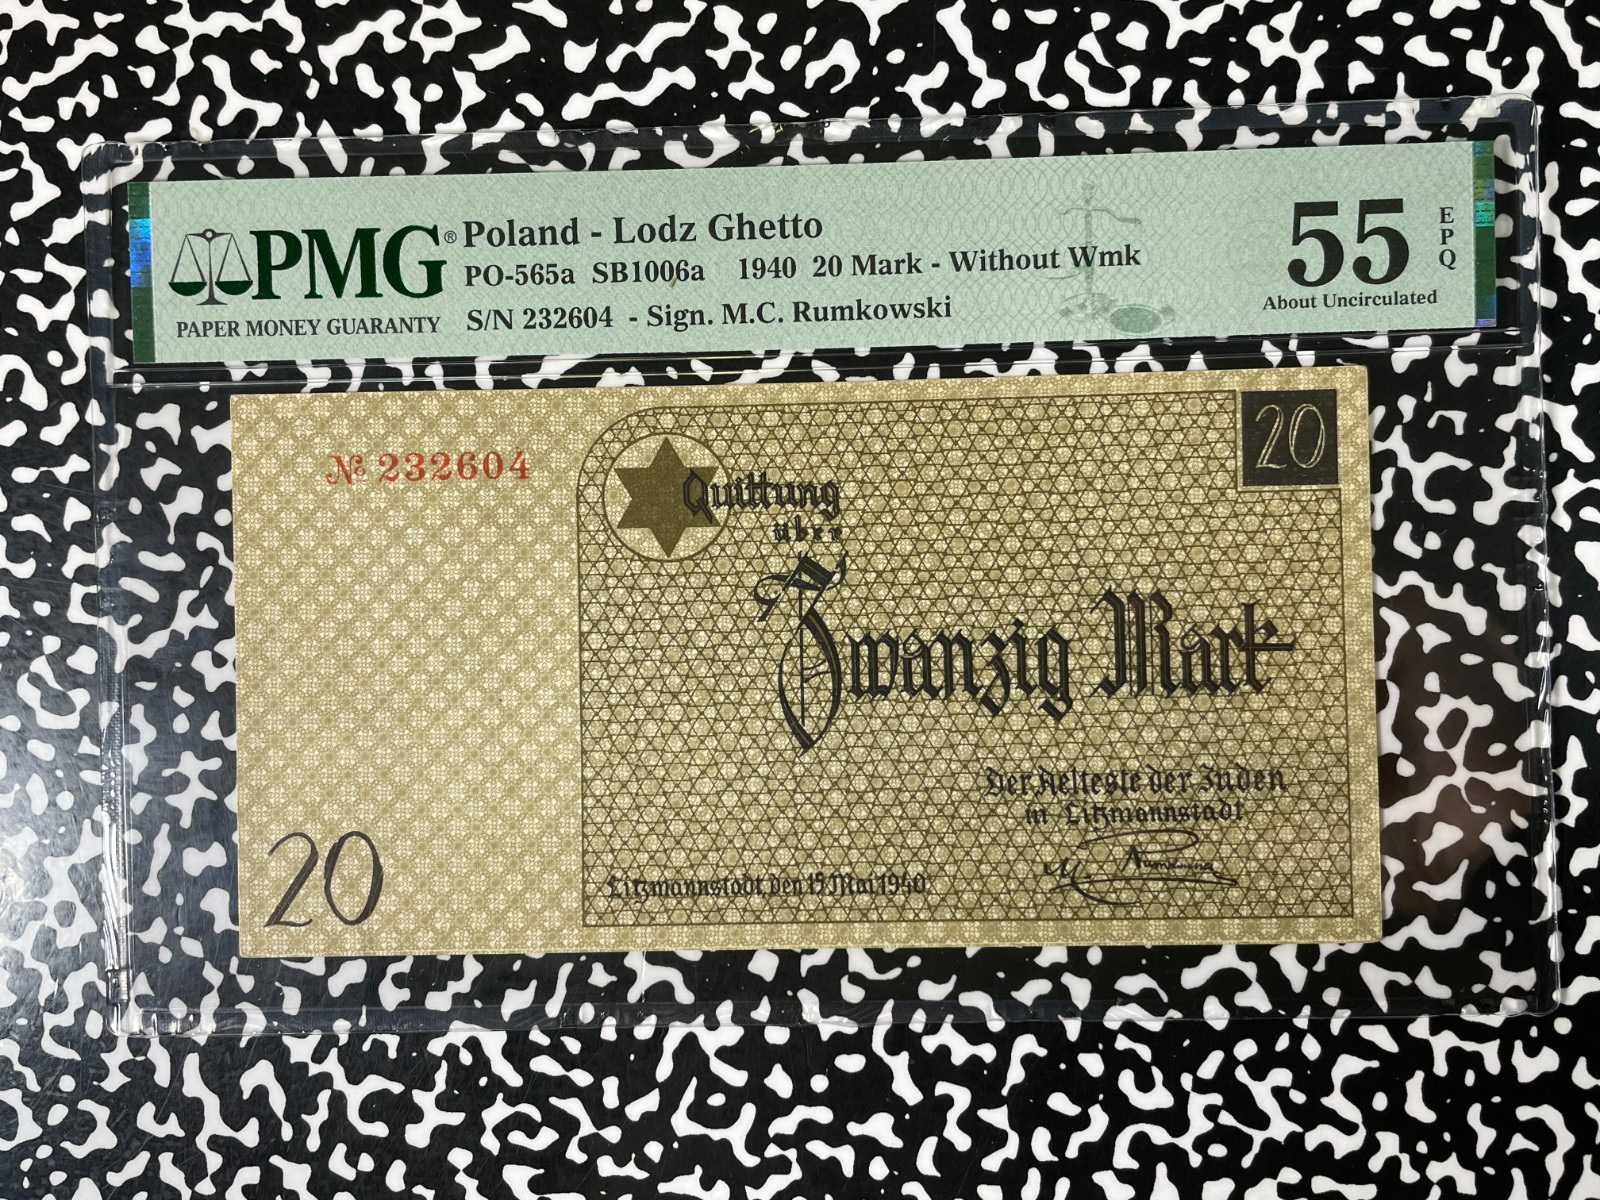 PMG®
PAPER MONEY GUARANTY
Poland - Lodz Ghetto
PO-565a SB1006a 1940 20 Mark - Without Wmk
S/N 232604 - Sign. M.C. Rumkowski
55
EPQ
About Uncirculated
№ 232604
20
Quittung
über
Zwanzig Mark
Der Aelteste der Juden
in Litzmannstadt
M. Rumkowski
Litzmannstadt, den 15. Mai 1940
20